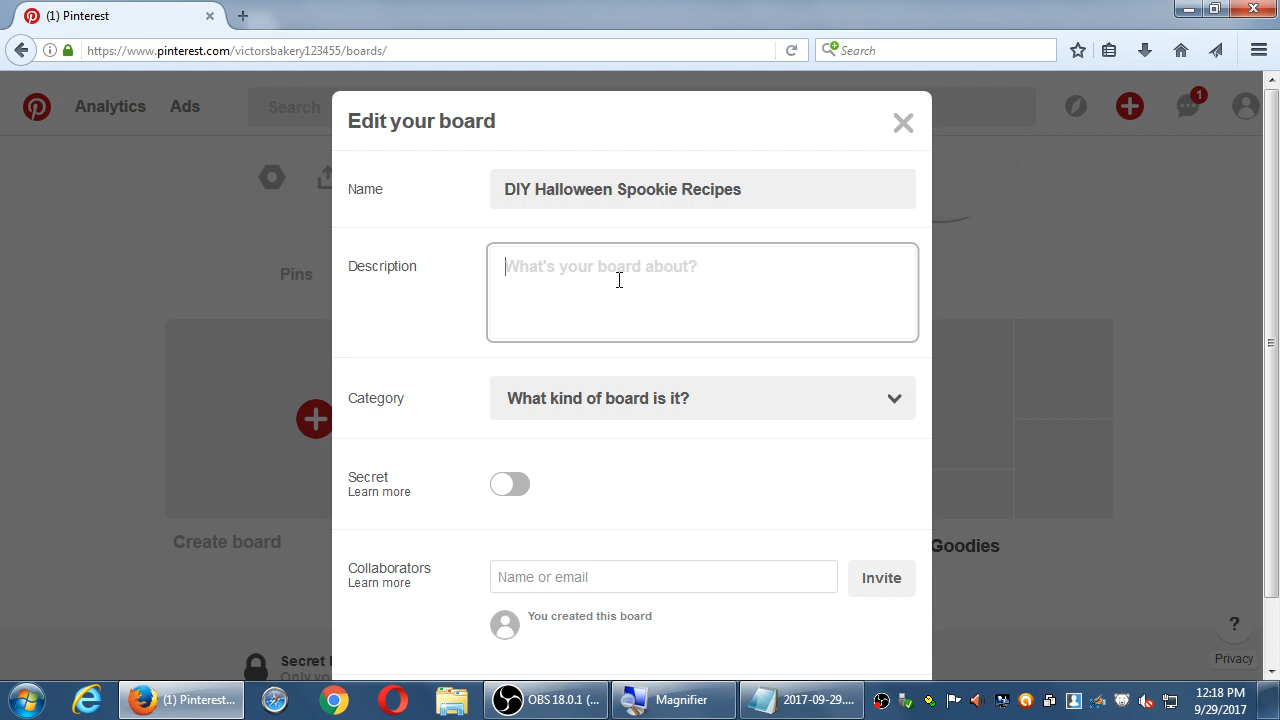 (1) Pinterest
https://www.pinterest.com/victorsbakery123455/boards/
Search
Analytics
Ads
Search
1
Edit your board
Name
DIY Halloween Spookie Recipes
Description
What's your board about?
Pins
Category
What kind of board is it?
Secret
Learn more
Create board
Goodies
Collaborators
Learn more
Name or email
Invite
You created this board
?
Privacy
Secret
Only yo
(1) Pinterest...
OBS 18.0.1 (...
Magnifier
2017-09-29....
12:18 PM
9/29/2017